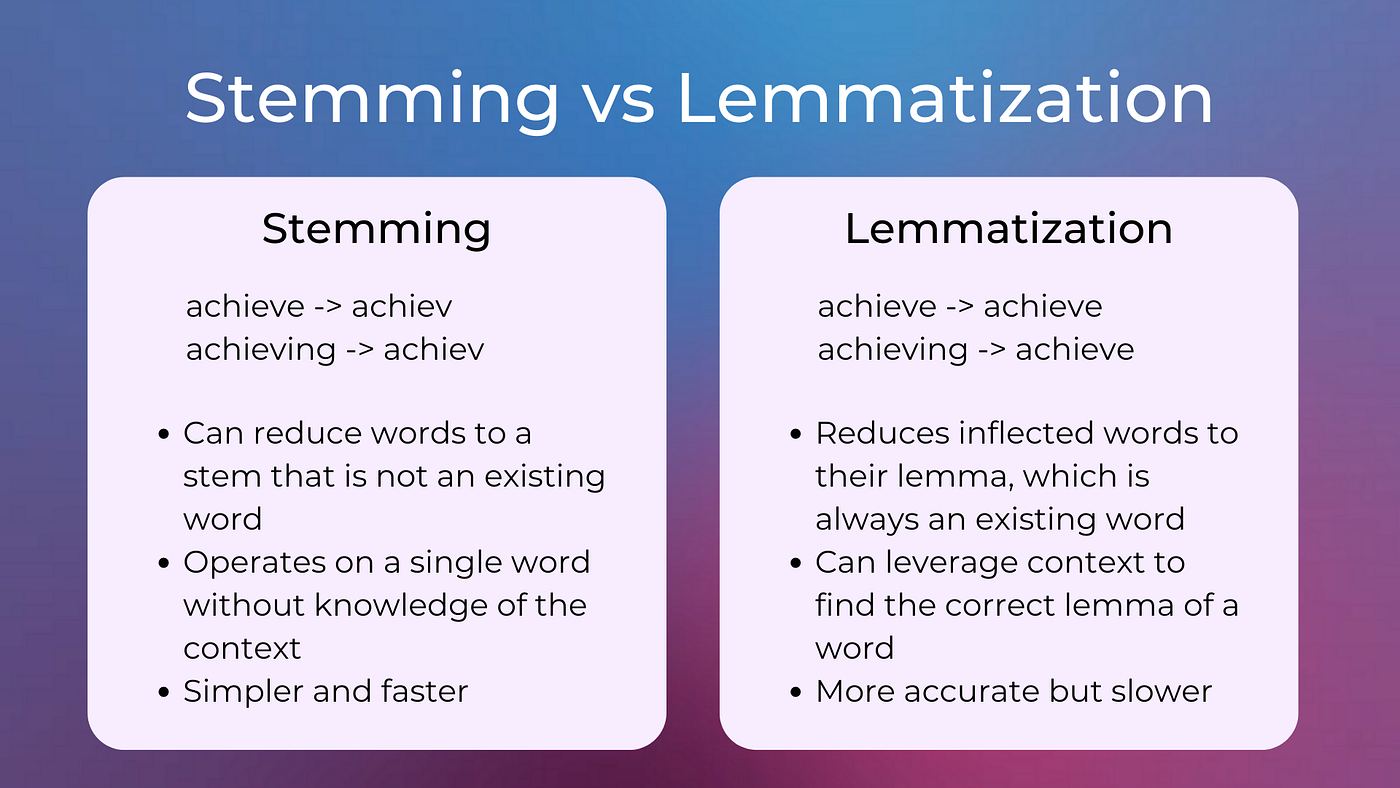 Stemming vs Lemmatization
Stemming
achieve -> achiev
achieving -> achiev
• Can reduce words to a
stem that is not an existing
word
• Operates on a single word
without knowledge of the
context
• Simpler and faster
Lemmatization
achieve -> achieve
achieving -> achieve
• Reduces inflected words to
their lemma, which is
always an existing word
• Can leverage context to
find the correct lemma of a
word
• More accurate but slower